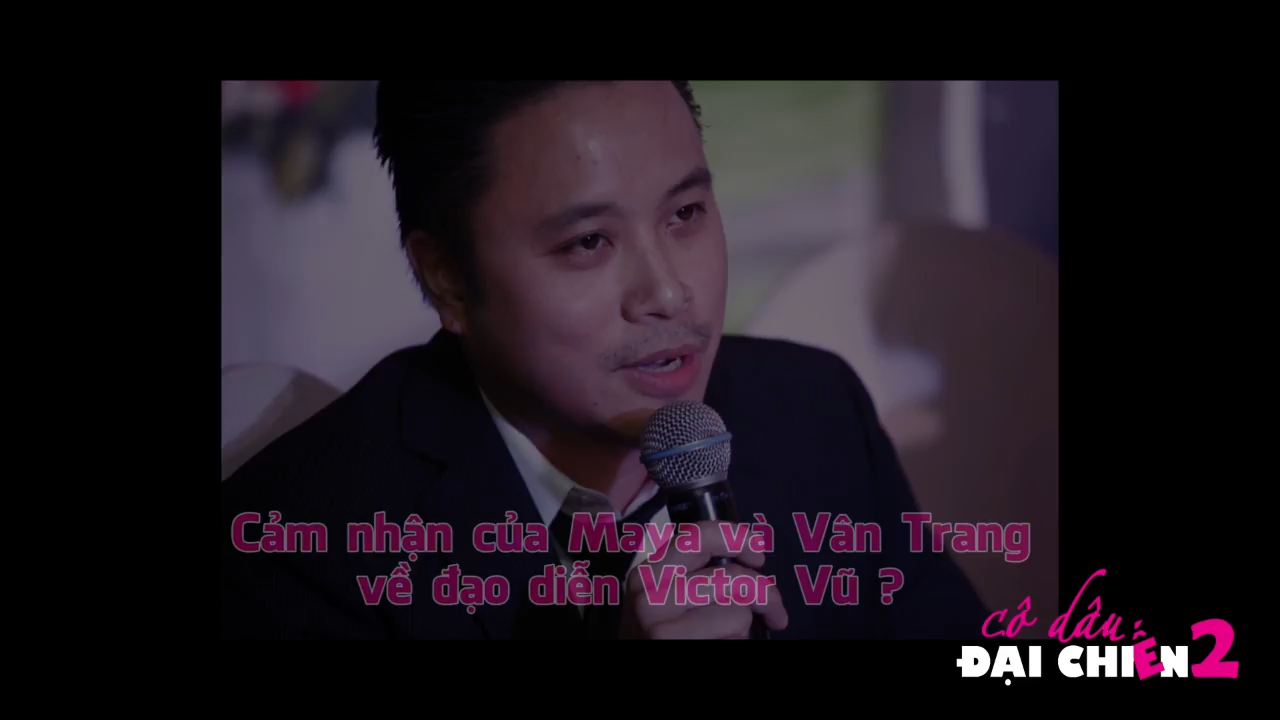 Cảm nhận của Maya và Vân Trang
về đạo diễn Victor Vũ ?
cô dâu
ĐẠI CHIẾN 2